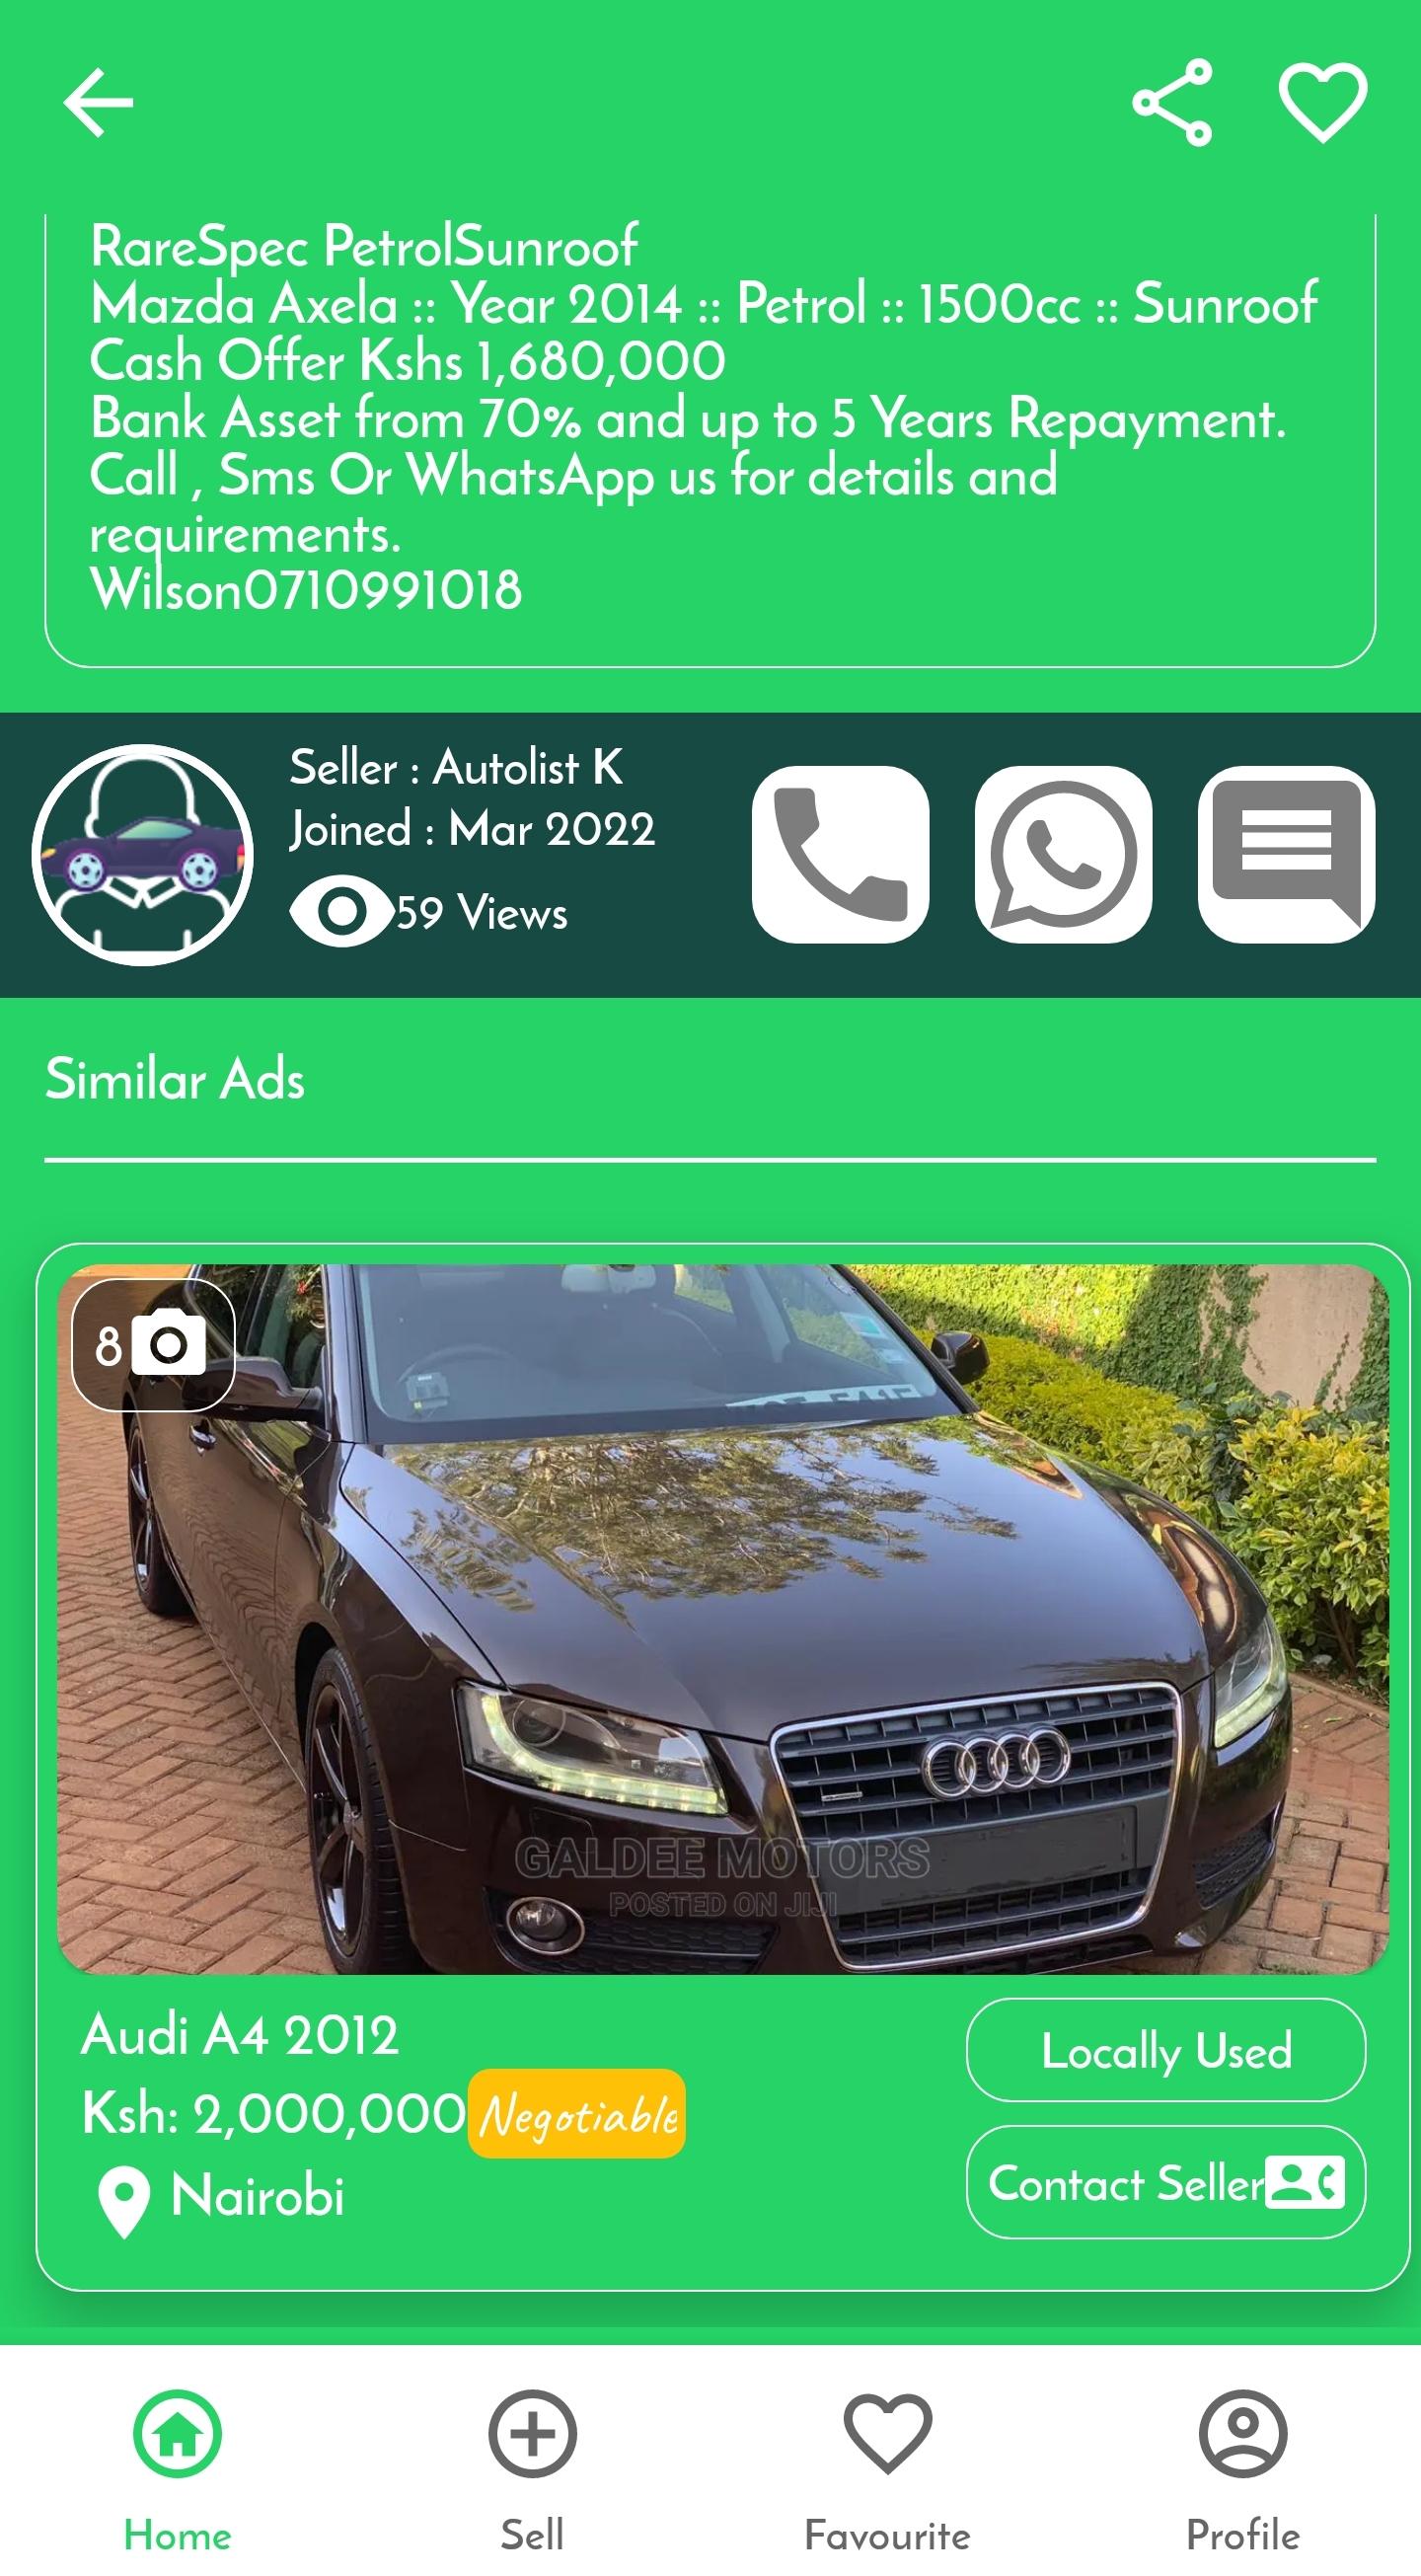 RareSpec PetrolSunroof
Mazda Axela :: Year 2014 :: Petrol :: 1500cc :: Sunroof
Cash Offer Kshs 1,680,000
Bank Asset from 70% and up to 5 Years Repayment.
Call , Sms Or WhatsApp us for details and
requirements.
Wilson0710991018
Seller : Autolist K
Joined : Mar 2022
59 Views
Similar Ads
8
GALDEE MOTORS
POSTED ON JIJI
Audi A4 2012
Locally Used
Ksh: 2,000,000 Negotiable
Nairobi
Contact Seller
Home
Sell
Favourite
Profile